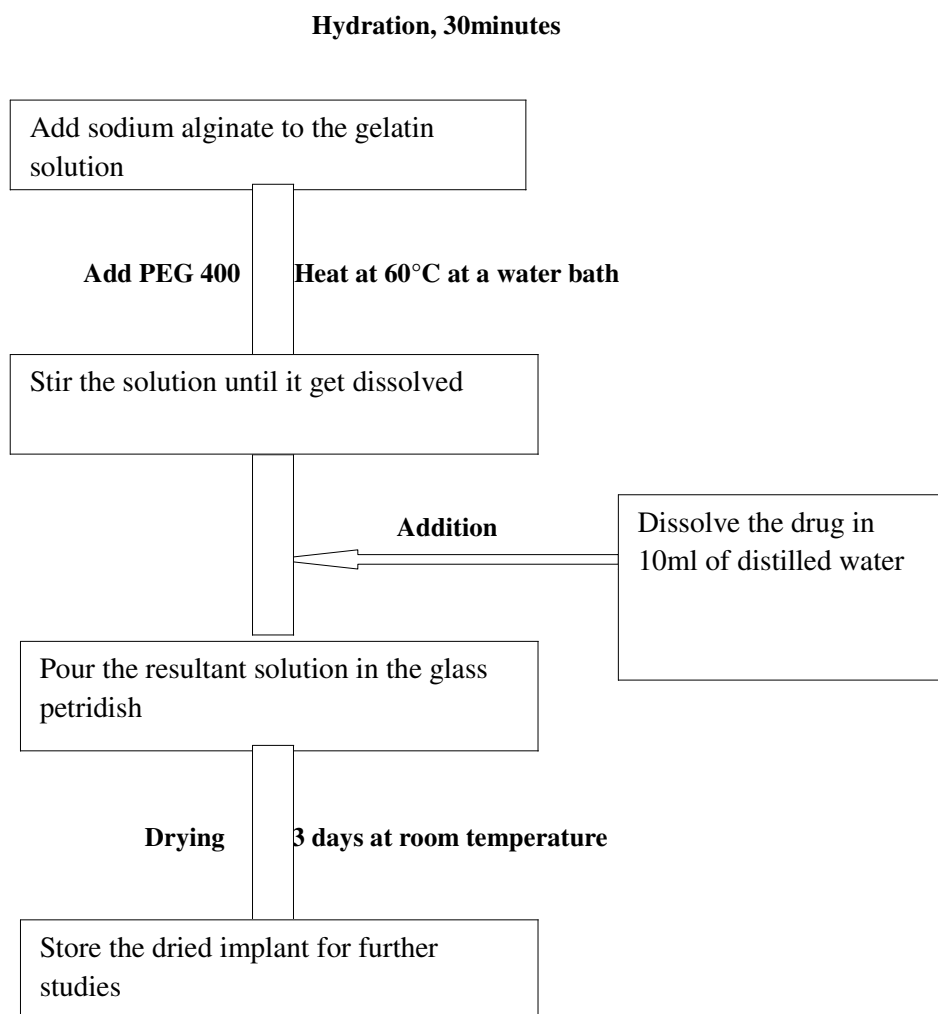 Hydration, 30minutes
Add sodium alginate to the gelatin
solution
Add PEG 400 Heat at 60°C at a water bath
Stir the solution until it get dissolved
Addition
Dissolve the drug in
10ml of distilled water
Pour the resultant solution in the glass
petridish
Drying 3 days at room temperature
Store the dried implant for further
studies